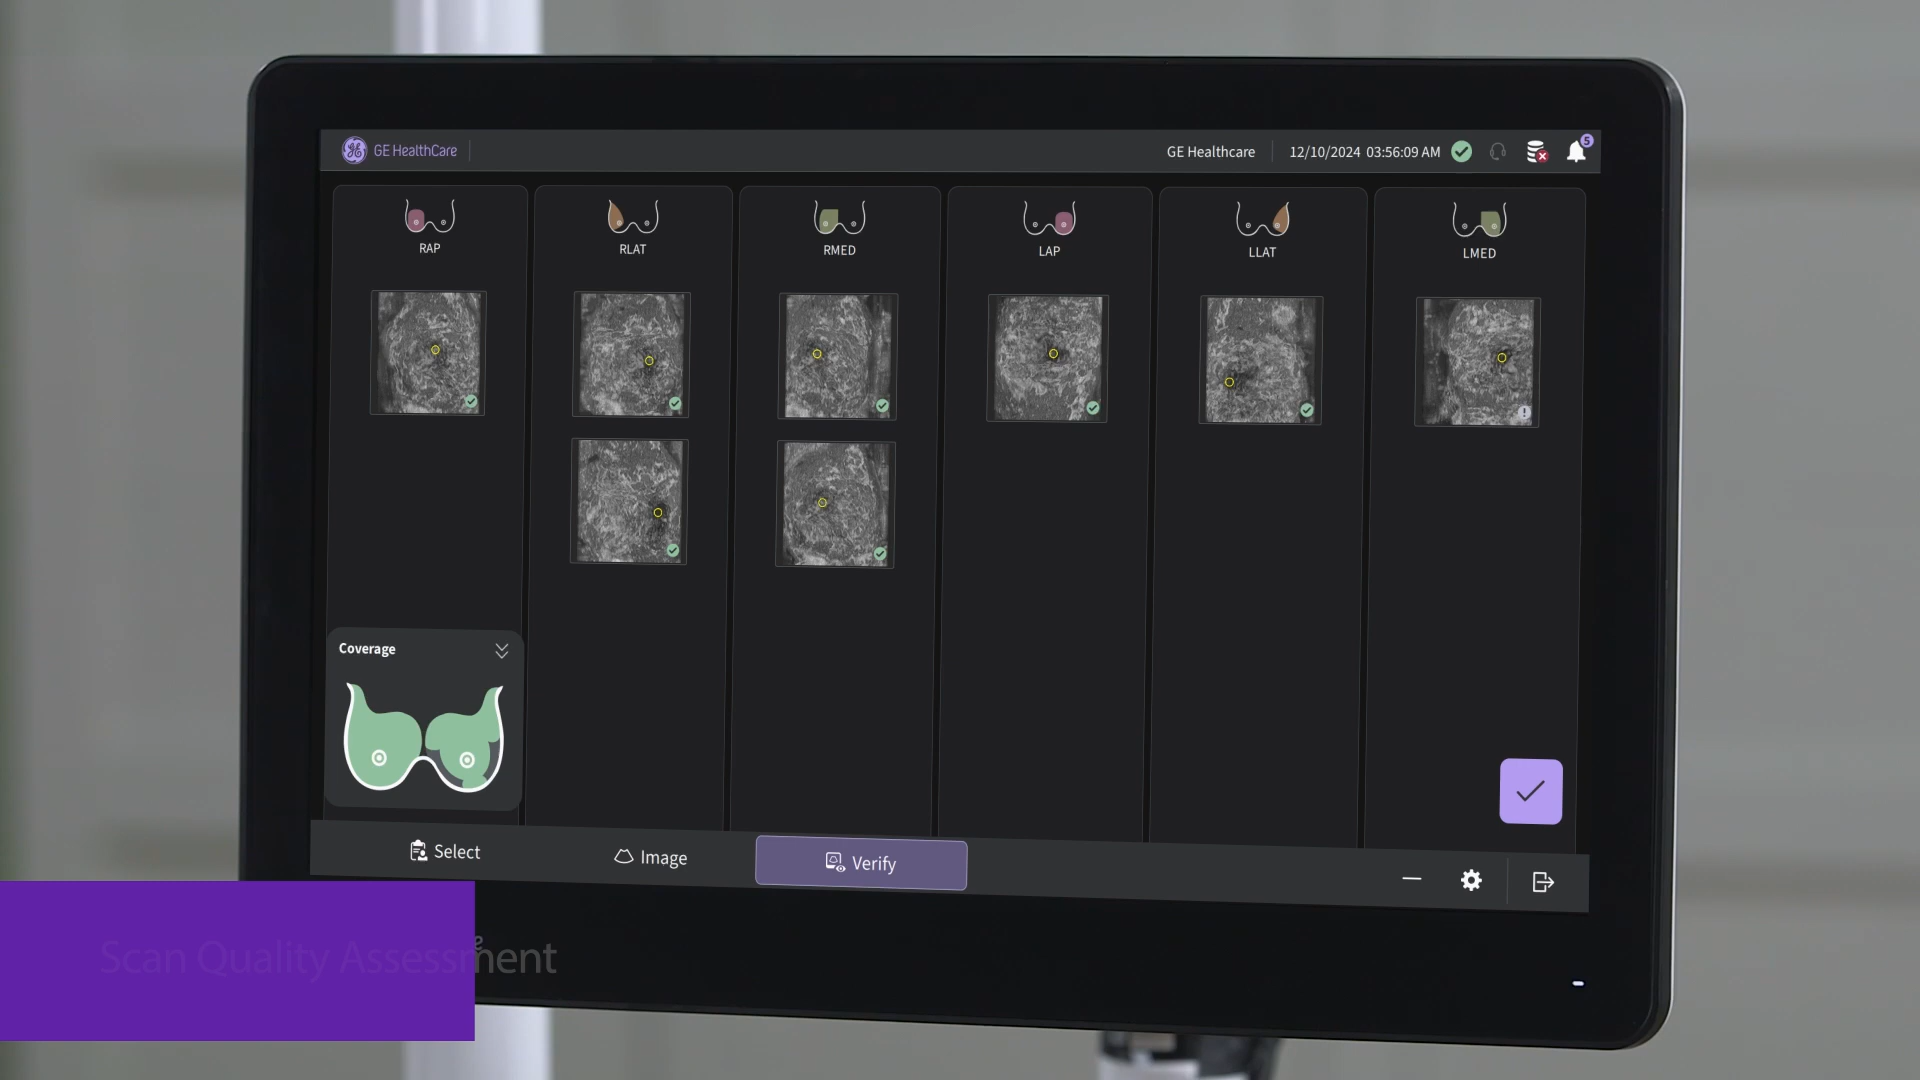 GE HealthCare
GE Healthcare 12/10/2024 03:56:09 AM 5
RAP RLAT RMED LAP LLAT LMED
Coverage
Select Image Verify
Scan Quality Assessment